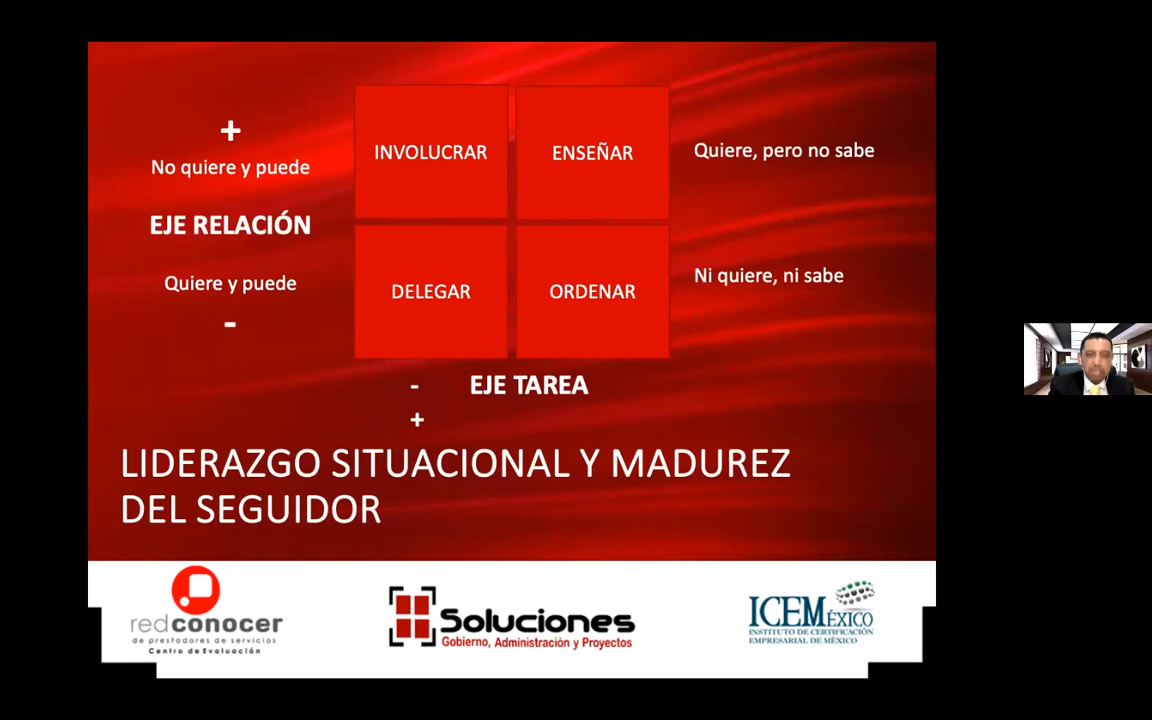 +
No quiere y puede
EJE RELACIÓN
Quiere y puede
-
INVOLUCRAR
ENSEÑAR
DELEGAR
ORDENAR
Quiere, pero no sabe
Ni quiere, ni sabe
- EJE TAREA
+
LIDERAZGO SITUACIONAL Y MADUREZ
DEL SEGUIDOR
redconocer
de prestadores de servicios
Centro de Evaluación
Soluciones
Gobierno, Administración y Proyectos
ICEMÉXICO
INSTITUTO DE CERTIFICACIÓN
EMPRESARIAL DE MÉXICO